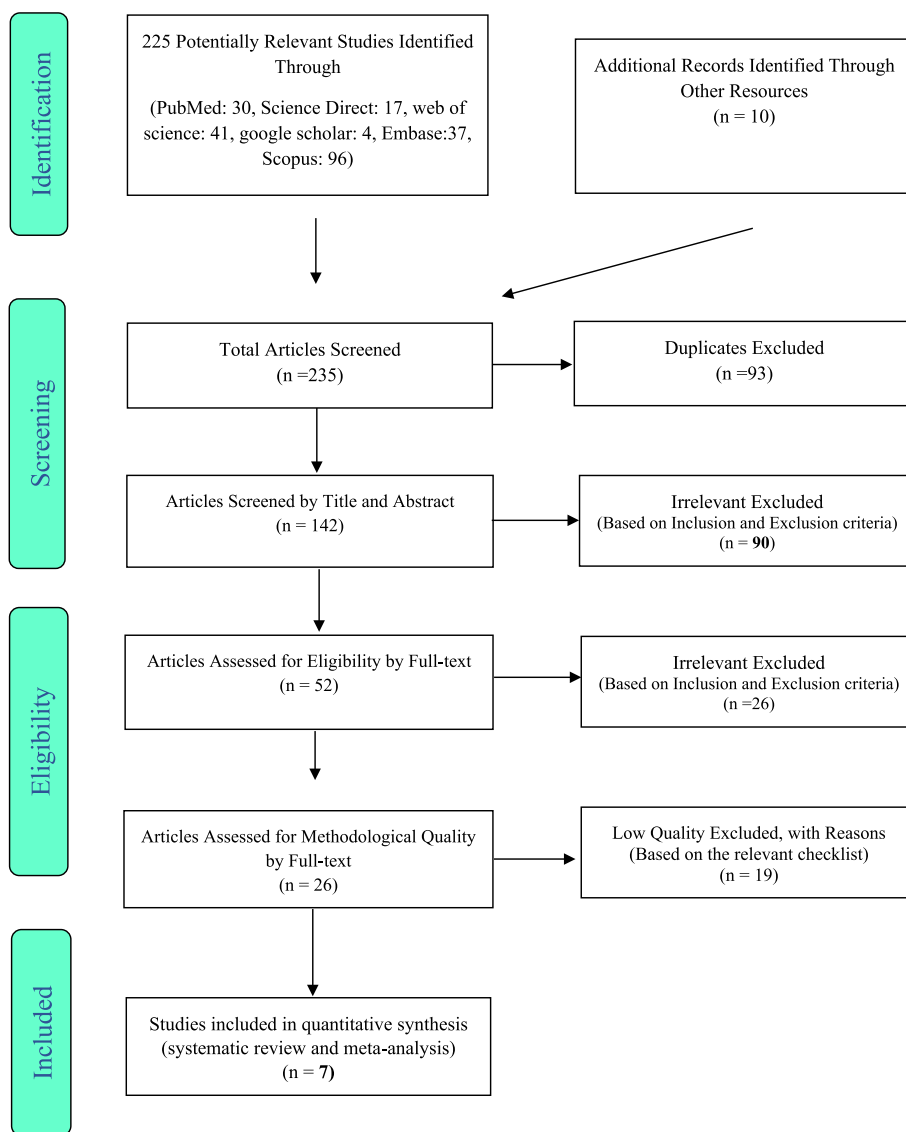 Identification
225 Potentially Relevant Studies Identified
Through
(PubMed: 30, Science Direct: 17, web of
science: 41, google scholar: 4, Embase:37,
Scopus: 96)
Additional Records Identified Through
Other Resources
(n = 10)
Screening
Total Articles Screened
(n =235)
Duplicates Excluded
(n =93)
Articles Screened by Title and Abstract
(n = 142)
Irrelevant Excluded
(Based on Inclusion and Exclusion criteria)
(n = 90)
Eligibility
Articles Assessed for Eligibility by Full-text
(n = 52)
Irrelevant Excluded
(Based on Inclusion and Exclusion criteria)
(n =26)
Articles Assessed for Methodological Quality
by Full-text
(n = 26)
Low Quality Excluded, with Reasons
(Based on the relevant checklist)
(n = 19)
Included
Studies included in quantitative synthesis
(systematic review and meta-analysis)
(n = 7)